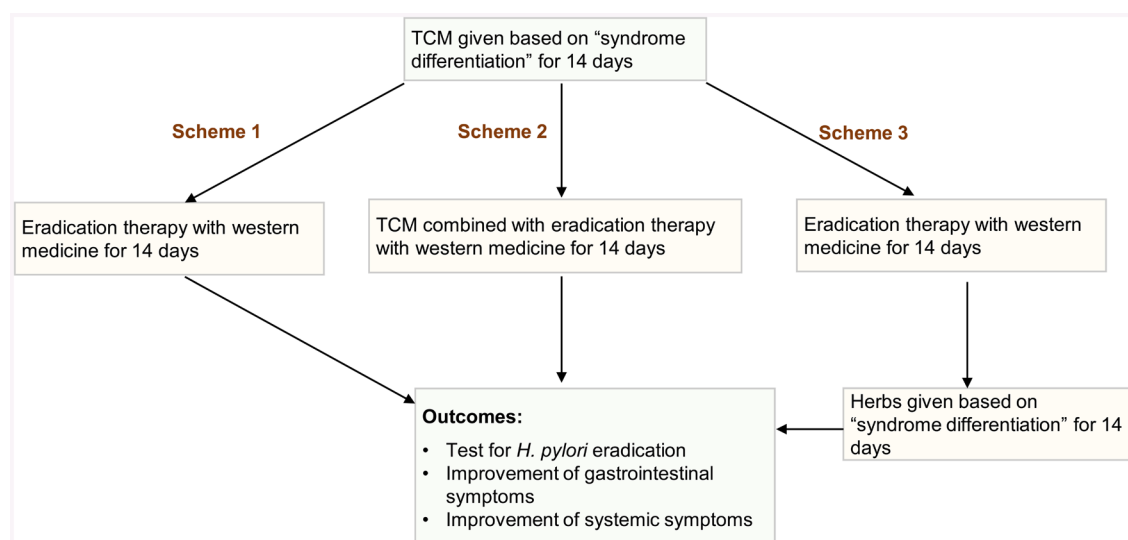 TCM given based on “syndrome
differentiation” for 14 days
Scheme 1
Scheme 2
Scheme 3
Eradication therapy with western
medicine for 14 days
TCM combined with eradication therapy
with western medicine for 14 days
Eradication therapy with western
medicine for 14 days
Herbs given based on
“syndrome differentiation” for 14
days
Outcomes:
• Test for H. pylori eradication
• Improvement of gastrointestinal
symptoms
• Improvement of systemic symptoms